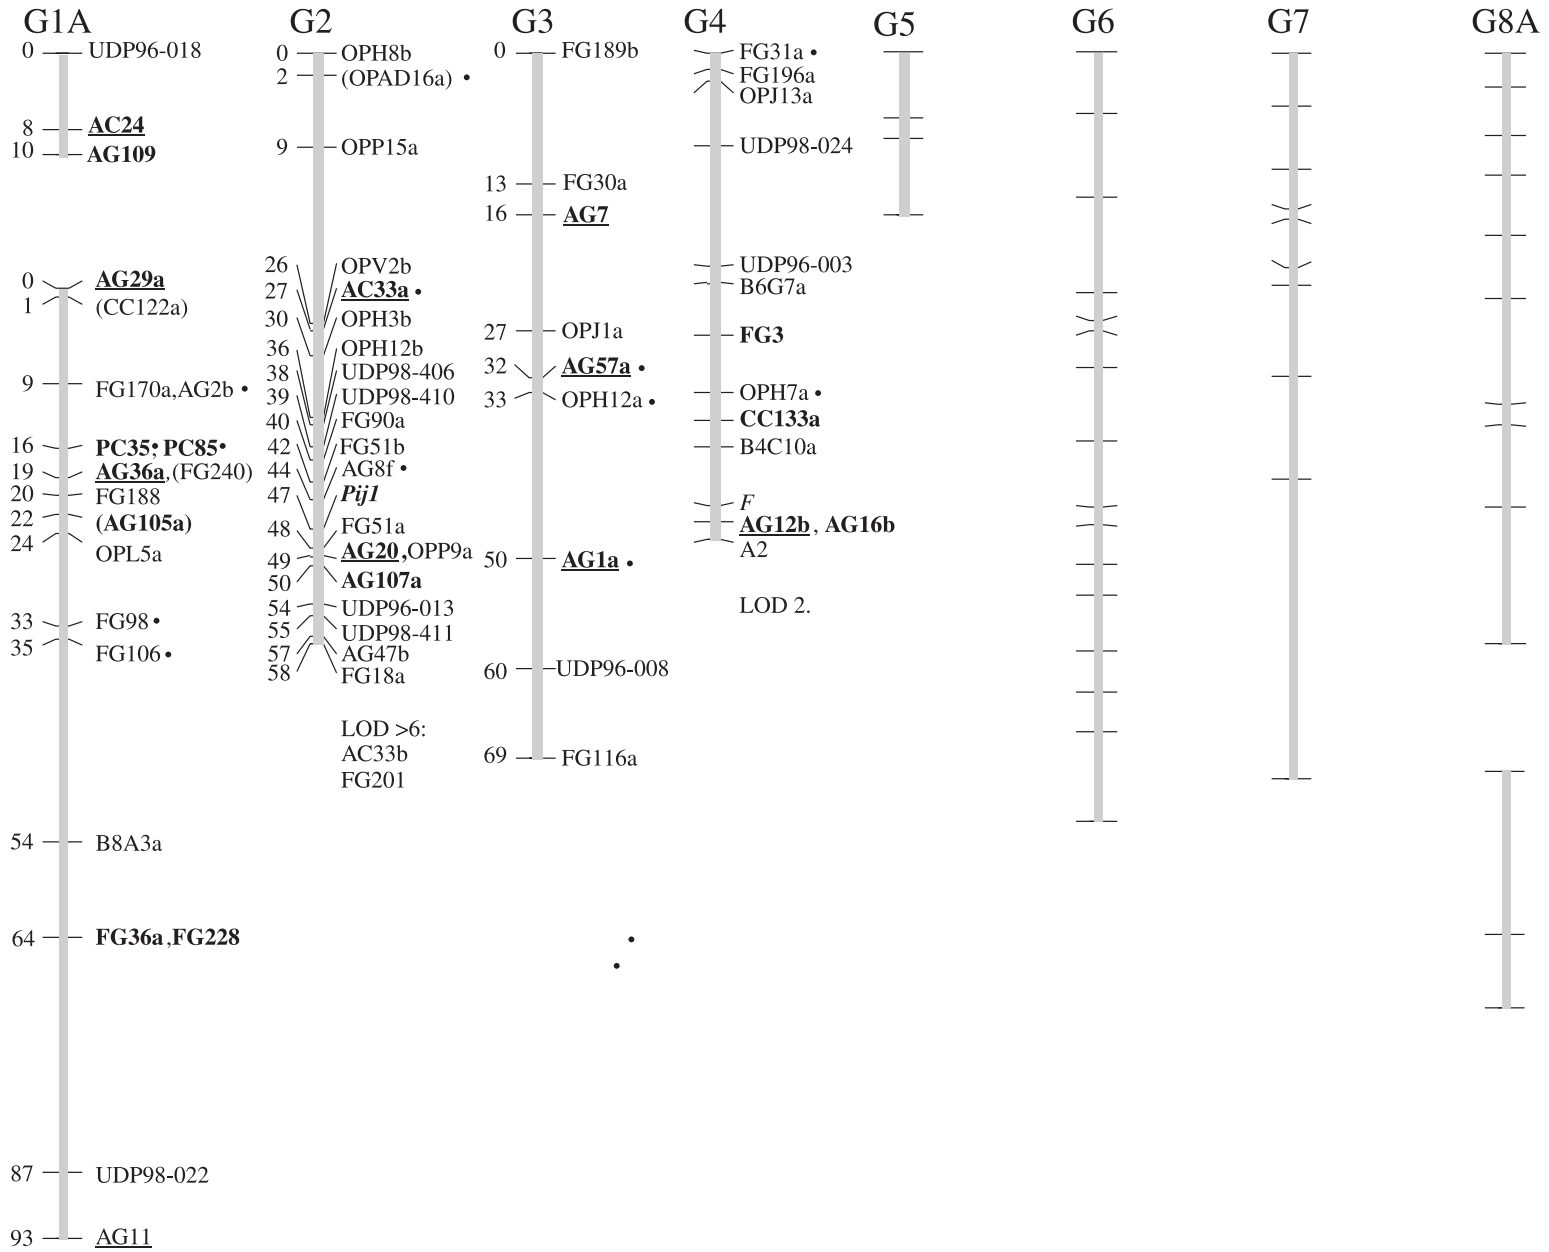 G1A G2 G3 G4 G5 G6 G7 G8A
0 UDP96-018
8 AC24
10 AG109
0 AG29a
1 (CC122a)
9 FG170a,AG2b •
16 PC35• ; PC85•
19 AG36a,(FG240)
20 FG188
22 (AG105a)
24 OPL5a
33 FG98 •
35 FG106 •
54 B8A3a
64 FG36a,FG228
87 UDP98-022
93 AG11
0 OPH8b
2 (OPAD16a) •
9 OPP15a
26 OPV2b
27 AC33a •
30 OPH3b
36 OPH12b
38 UDP98-406
39 UDP98-410
40 FG90a
42 FG51b
44 AG8f •
47 Pij1
48 FG51a
49 AG20,OPP9a
50 AG107a
54 UDP96-013
55 UDP98-411
57 AG47b
58 FG18a
LOD >6:
AC33b
FG201
0 FG189b
13 FG30a
16 AG7
27 OPJ1a
32 AG57a •
33 OPH12a •
50 AG1a •
60 UDP96-008
69 FG116a
•
•
FG31a •
FG196a
OPJ13a
UDP98-024
UDP96-003
B6G7a
FG3
OPH7a •
CC133a
B4C10a
F
AG12b, AG16b
A2
LOD 2.